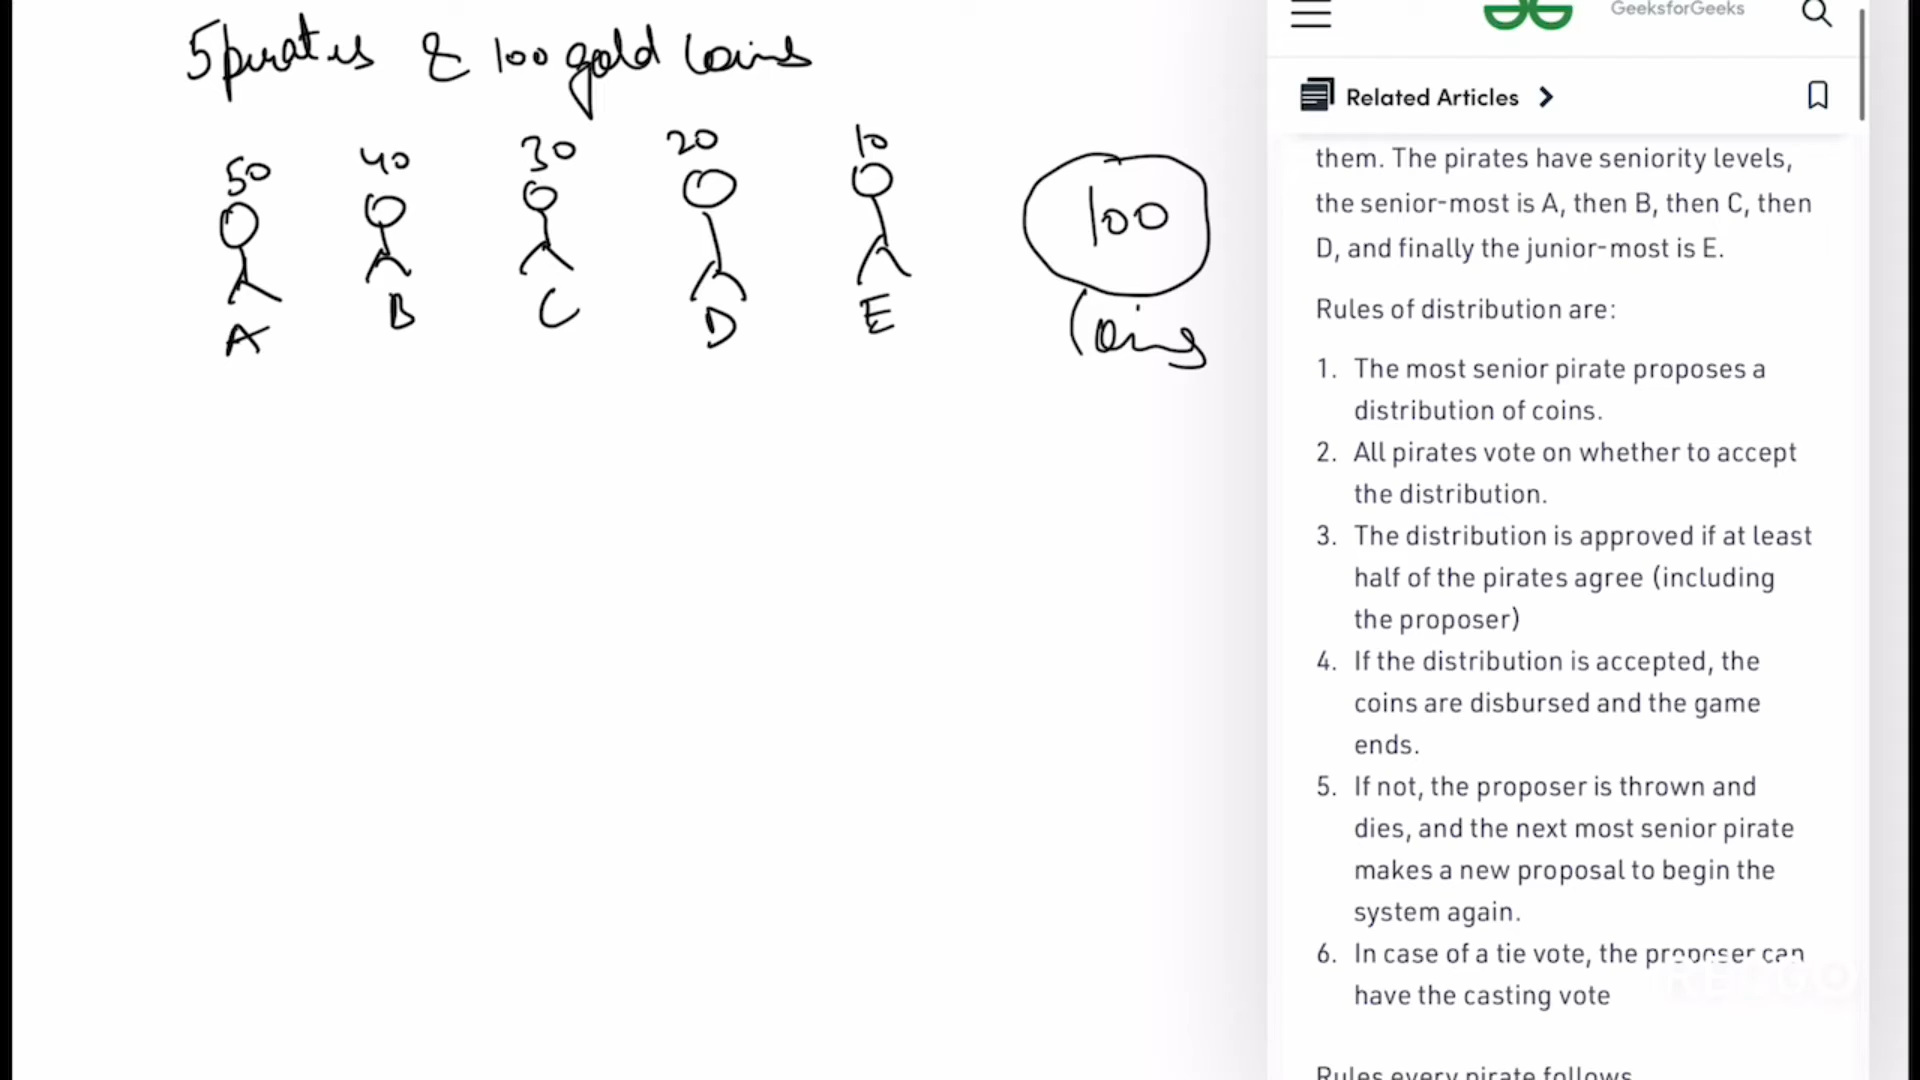 5 pirates & 100 gold coins
50 40 30 20 10
100
A B C D E
Coins
GeeksforGeeks
Related Articles
them. The pirates have seniority levels,
the senior-most is A, then B, then C, then
D, and finally the junior-most is E.
Rules of distribution are:
1. The most senior pirate proposes a
distribution of coins.
2. All pirates vote on whether to accept
the distribution.
3. The distribution is approved if at least
half of the pirates agree (including
the proposer)
4. If the distribution is accepted, the
coins are disbursed and the game
ends.
5. If not, the proposer is thrown and
dies, and the next most senior pirate
makes a new proposal to begin the
system again.
6. In case of a tie vote, the proposer can
have the casting vote
Rules every pirate follows